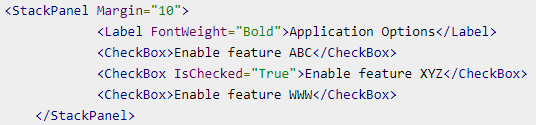 <StackPanel Margin="10">
<Label FontWeight="Bold">Application Options</Label>
<CheckBox>Enable feature ABC</CheckBox>
<CheckBox IsChecked="True">Enable feature XYZ</CheckBox>
<CheckBox>Enable feature WWW</CheckBox>
</StackPanel>